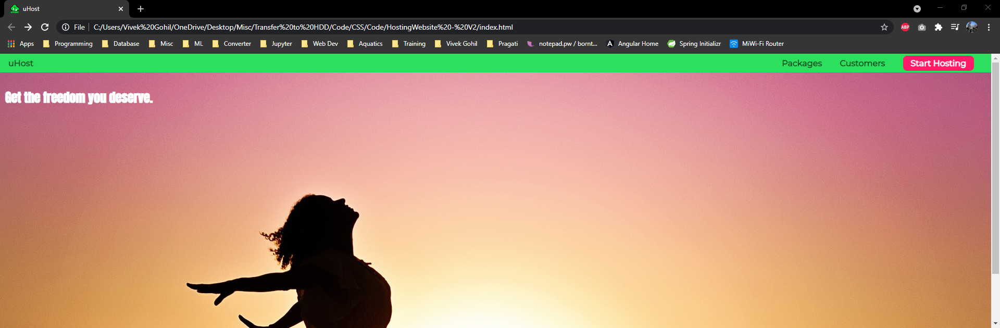 uHost
File C:/Users/Vivek%20Gohil/OneDrive/Desktop/Misc/Transfer%20to%20HDD/Code/CSS/Code/HostingWebsite%20-%20V2/index.html ABP
Apps Programming Database Misc ML Converter Jupyter Web Dev Aquatics Training Vivek Gohil Pragati notepad.pw / bornt... Angular Home Spring Initializr MiWi-Fi Router
uHost Packages Customers Start Hosting
Get the freedom you deserve.